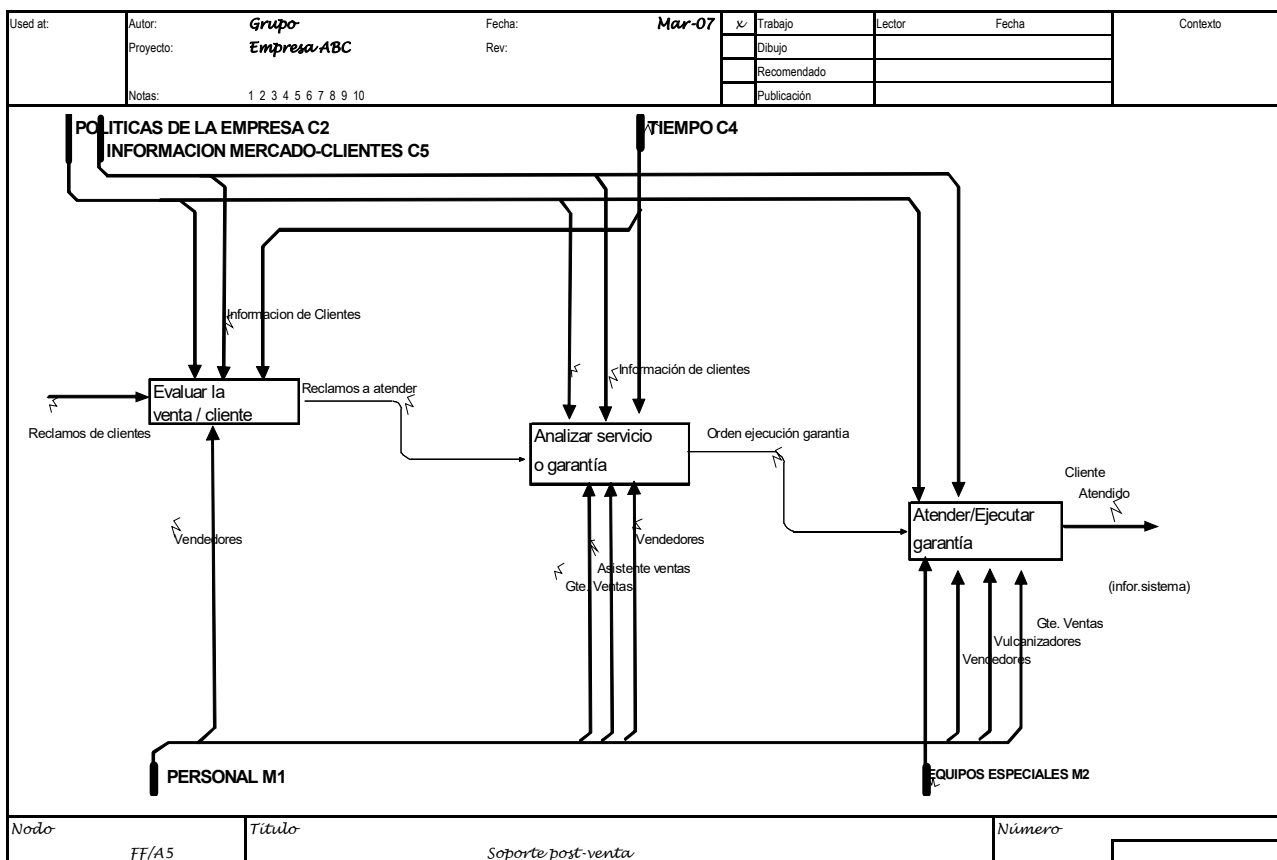 Used at:
Autor: Grupo
Fecha: Mar-07
x Trabajo
Lector Fecha
Contexto
Proyecto: Empresa ABC
Rev:
Dibujo
Recomendado
Notas: 1 2 3 4 5 6 7 8 9 10
Publicación
POLITICAS DE LA EMPRESA C2
TIEMPO C4
INFORMACION MERCADO-CLIENTES C5
Informacion de Clientes
Información de clientes
Evaluar la
venta / cliente
Reclamos a atender
Reclamos de clientes
Analizar servicio
o garantía
Orden ejecución garantia
Cliente
Atendido
Atender/Ejecutar
garantía
Vendedores
Vendedores
Asistente ventas
Gte. Ventas
(infor.sistema)
Gte. Ventas
Vulcanizadores
Vendedores
PERSONAL M1
EQUIPOS ESPECIALES M2
Nodo
Título
Número
FF/A5
Soporte post-venta